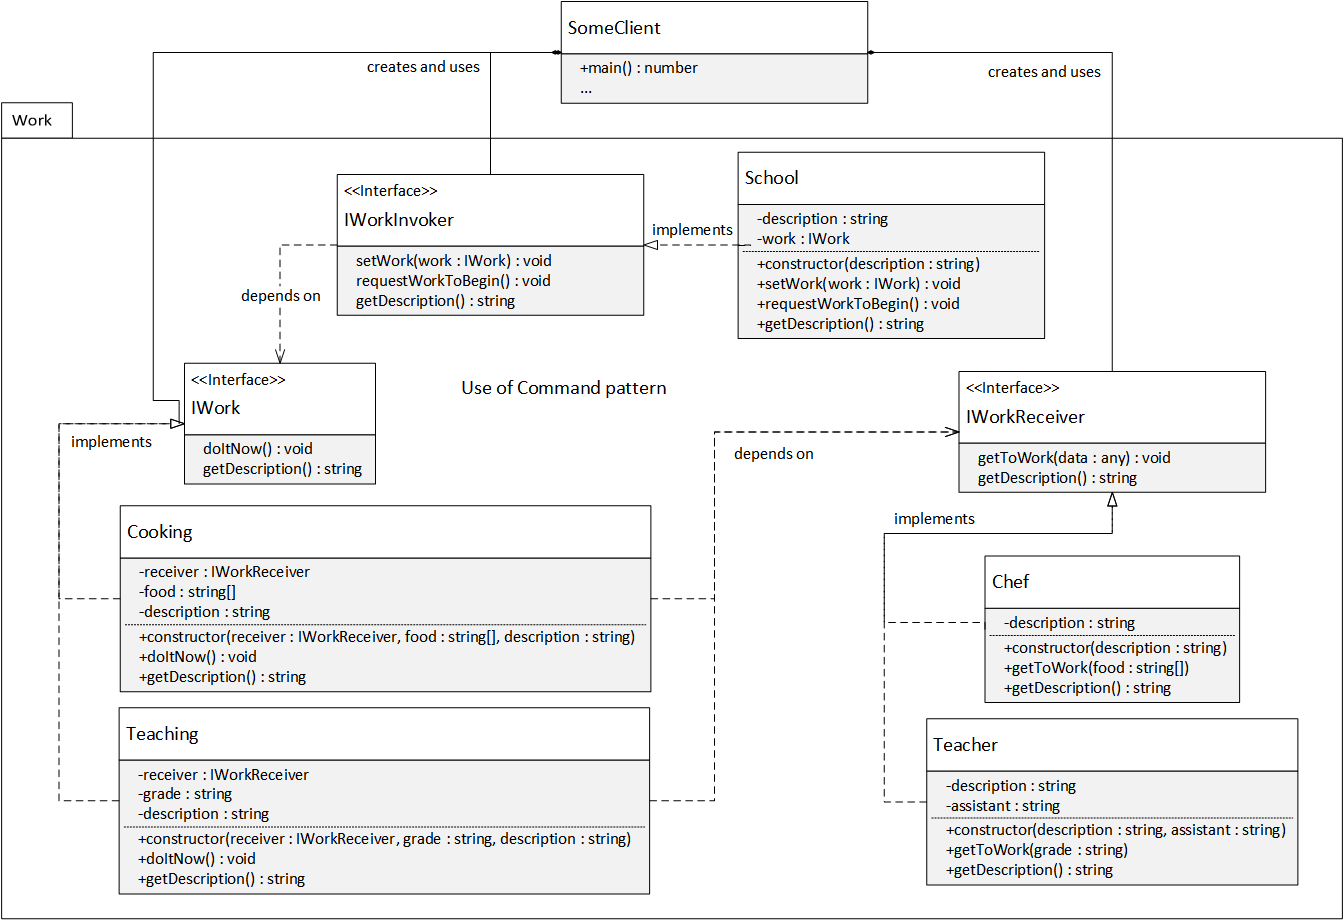 SomeClient
+main() : number
...
creates and uses
creates and uses
Work
<<Interface>>
IWorkInvoker
setWork(work : IWork) : void
requestWorkToBegin() : void
getDescription() : string
implements
School
-description : string
-work : IWork
+constructor(description : string)
+setWork(work : IWork) : void
+requestWorkToBegin() : void
+getDescription() : string
depends on
<<Interface>>
IWork
doItNow() : void
getDescription() : string
implements
Use of Command pattern
<<Interface>>
IWorkReceiver
getToWork(data : any) : void
getDescription() : string
depends on
implements
Cooking
-receiver : IWorkReceiver
-food : string[]
-description : string
+constructor(receiver : IWorkReceiver, food : string[], description : string)
+doItNow() : void
+getDescription() : string
Chef
-description : string
+constructor(description : string)
+getToWork(food : string[])
+getDescription() : string
Teaching
-receiver : IWorkReceiver
-grade : string
-description : string
+constructor(receiver : IWorkReceiver, grade : string, description : string)
+doItNow() : void
+getDescription() : string
Teacher
-description : string
-assistant : string
+constructor(description : string, assistant : string)
+getToWork(grade : string)
+getDescription() : string